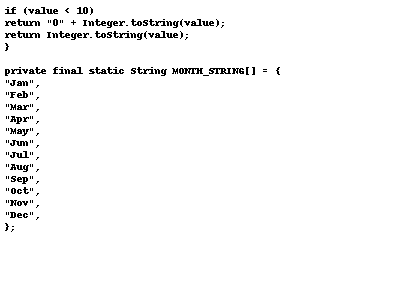 if (value < 10)
return "0" + Integer.toString(value);
return Integer.toString(value);
}

private final static String MONTH_STRING[] = {
"Jan",
"Feb",
"Mar",
"Apr",
"May",
"Jun",
"Jul",
"Aug",
"Sep",
"Oct",
"Nov",
"Dec",
};